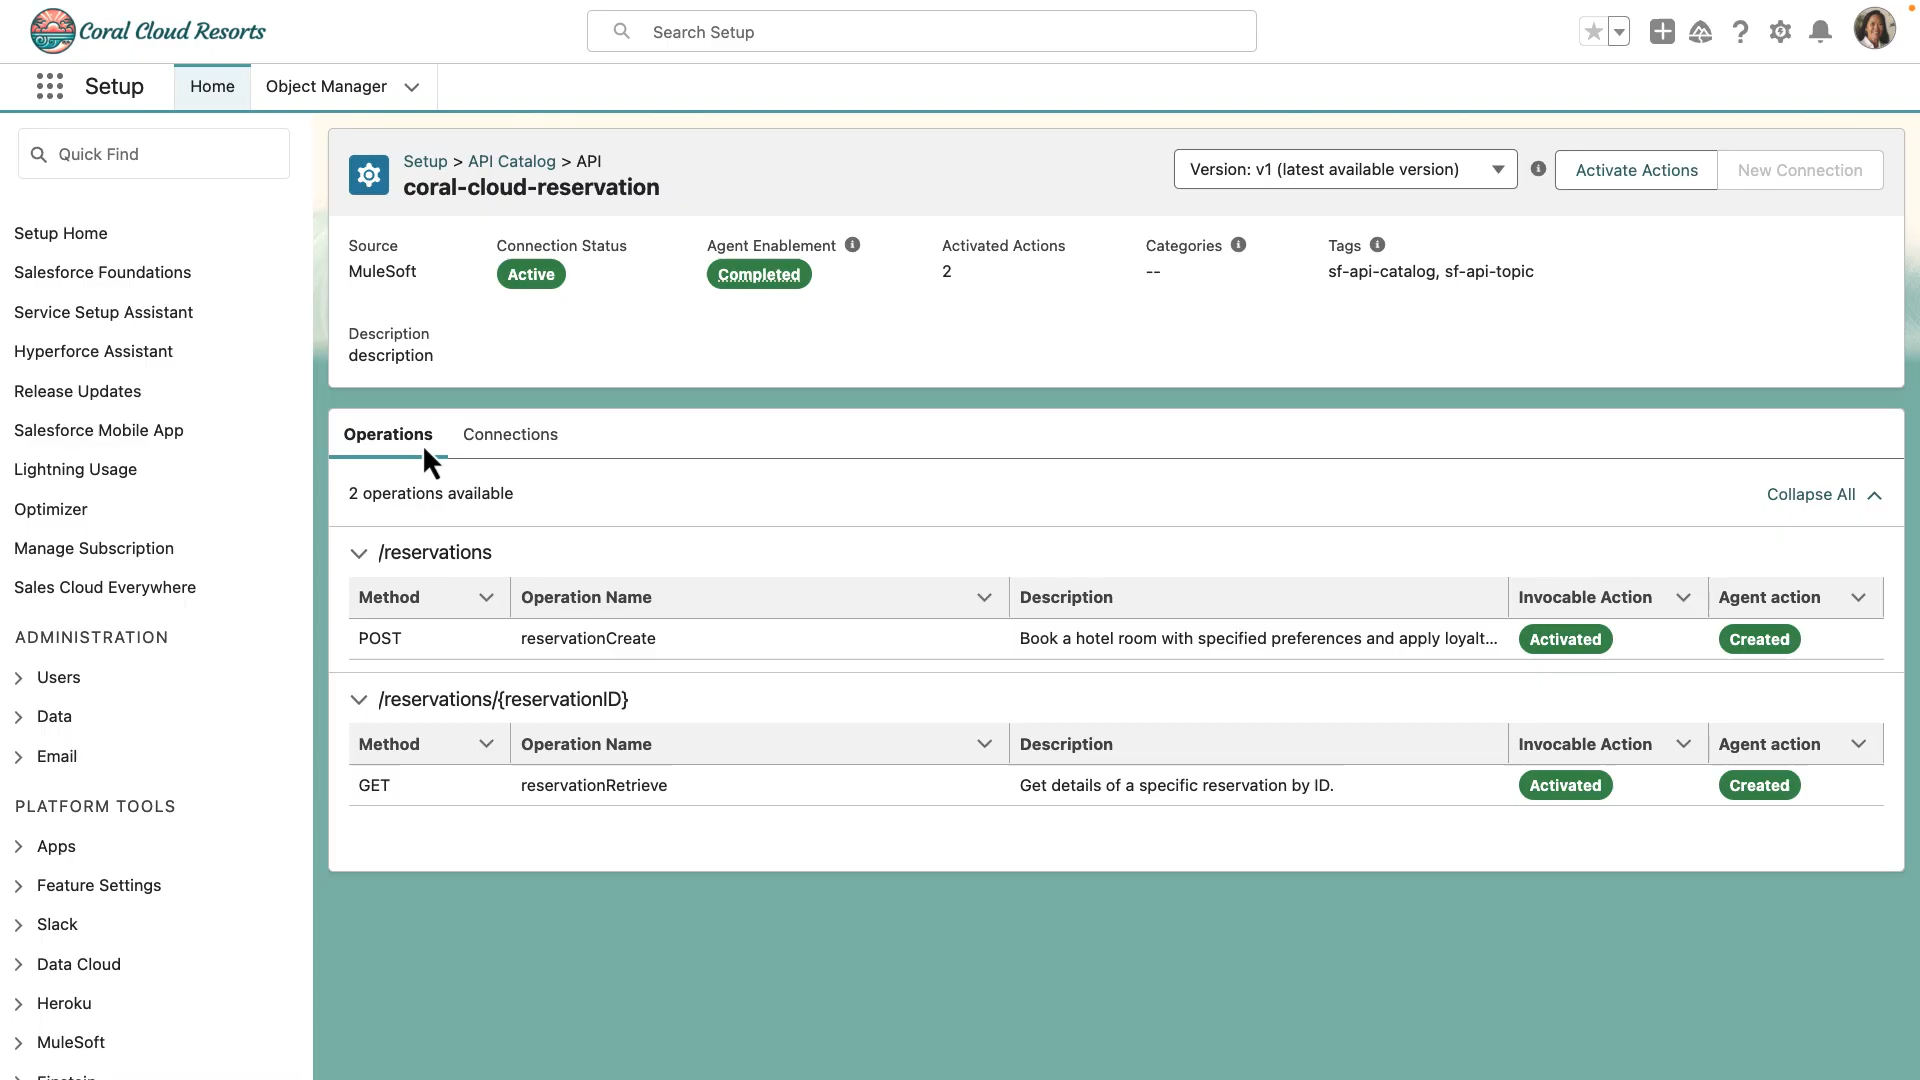 Coral Cloud Resorts
Search Setup
Setup
Home
Object Manager
Quick Find
Setup Home
Salesforce Foundations
Service Setup Assistant
Hyperforce Assistant
Release Updates
Salesforce Mobile App
Lightning Usage
Optimizer
Manage Subscription
Sales Cloud Everywhere
ADMINISTRATION
Users
Data
Email
PLATFORM TOOLS
Apps
Feature Settings
Slack
Data Cloud
Heroku
MuleSoft
Setup > API Catalog > API
coral-cloud-reservation
Version: v1 (latest available version)
Activate Actions
New Connection
Source
MuleSoft
Connection Status
Active
Agent Enablement
Completed
Activated Actions
2
Categories
--
Tags
sf-api-catalog, sf-api-topic
Description
description
Operations
Connections
2 operations available
Collapse All
/reservations
Method Operation Name Description Invocable Action Agent action
POST reservationCreate Book a hotel room with specified preferences and apply loyalt... Activated Created
/reservations/{reservationID}
Method Operation Name Description Invocable Action Agent action
GET reservationRetrieve Get details of a specific reservation by ID. Activated Created